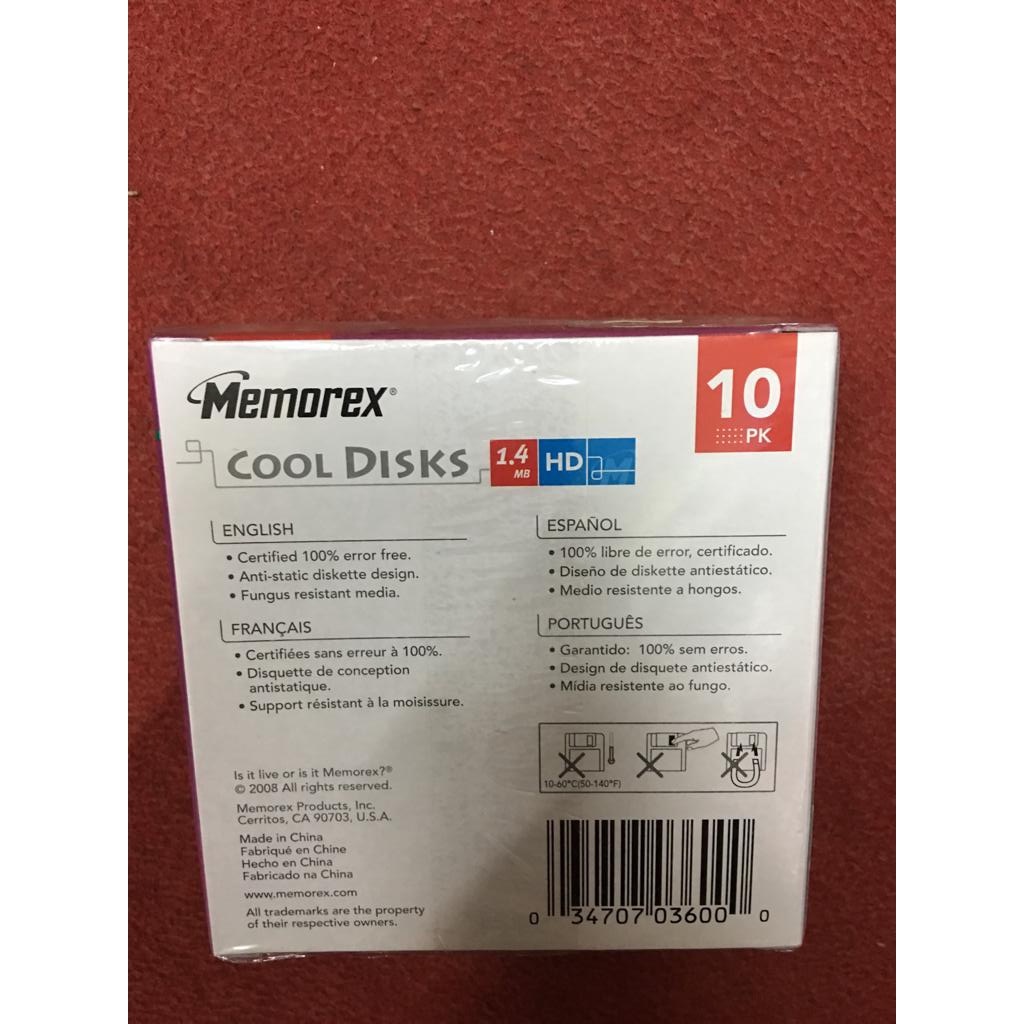 Memorex®
10
PK
COOL DISKS 1.4 MB HD
ENGLISH
• Certified 100% error free.
• Anti-static diskette design.
• Fungus resistant media.
FRANÇAIS
• Certifiées sans erreur à 100%.
• Disquette de conception
antistatique.
• Support résistant à la moisissure.
ESPAÑOL
• 100% libre de error, certificado.
• Diseño de diskette antiestático.
• Medio resistente a hongos.
PORTUGUÊS
• Garantido: 100% sem erros.
• Design de disquete antiestático.
• Mídia resistente ao fungo.
10-60°C(50-140°F)
Is it live or is it Memorex?®
© 2008 All rights reserved.
Memorex Products, Inc.
Cerritos, CA 90703, U.S.A.
Made in China
Fabriqué en Chine
Hecho en China
Fabricado na China
www.memorex.com
All trademarks are the property
of their respective owners.
0 34707 03600 0